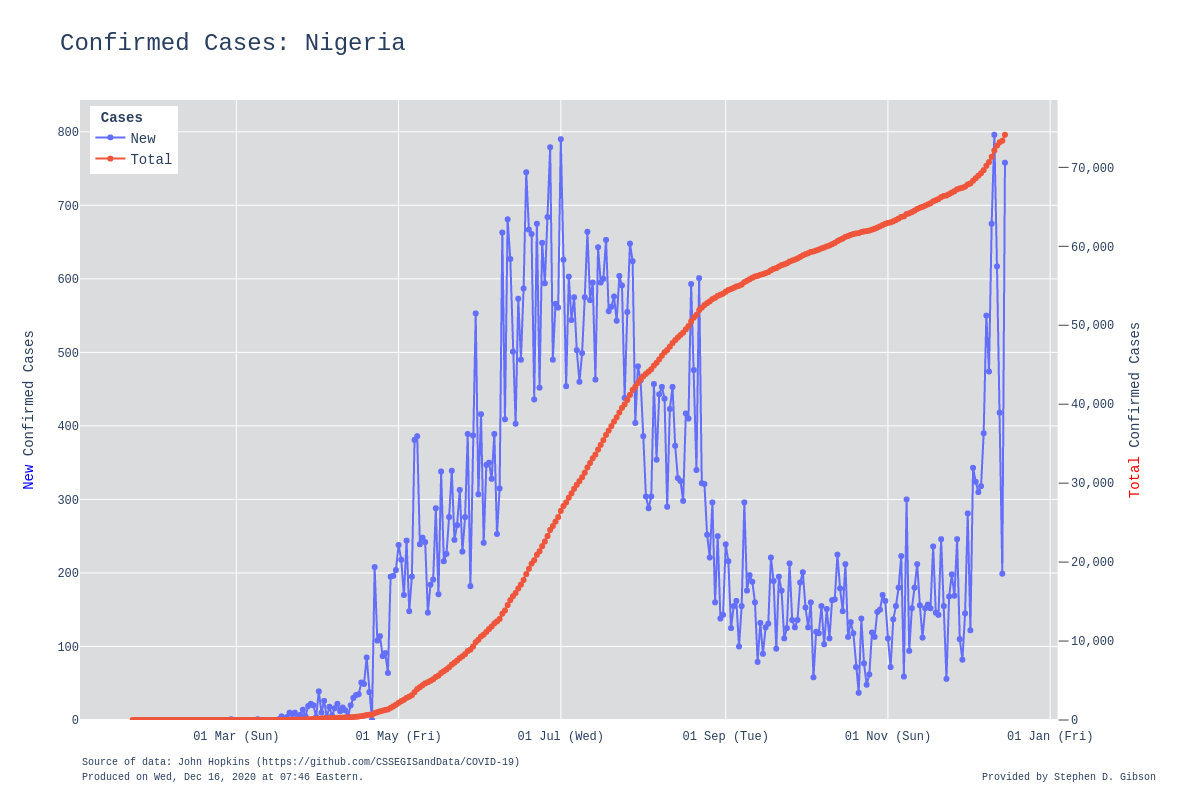 Confirmed Cases: Nigeria
Cases
New
Total
800
700
600
500
400
300
200
100
0
70,000
60,000
50,000
40,000
30,000
20,000
10,000
0
New Confirmed Cases
Total Confirmed Cases
01 Mar (Sun)
01 May (Fri)
01 Jul (Wed)
01 Sep (Tue)
01 Nov (Sun)
01 Jan (Fri)
Source of data: John Hopkins (https://github.com/CSSEGISandData/COVID-19)
Produced on Wed, Dec 16, 2020 at 07:46 Eastern.
Provided by Stephen D. Gibson